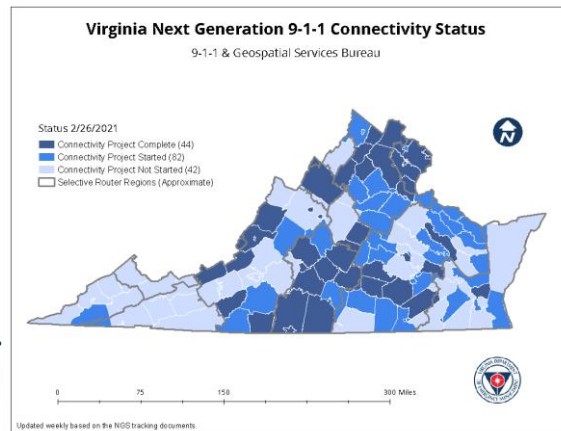 Virginia Next Generation 9-1-1 Connectivity Status
9-1-1 & Geospatial Services Bureau
Status 2/26/2021
Connectivity Project Complete (44)
Connectivity Project Started (82)
Connectivity Project Not Started (42)
Selective Router Regions (Approximate)
N
0 75 150 300 Miles
Updated weekly based on the NGS tracking documents.